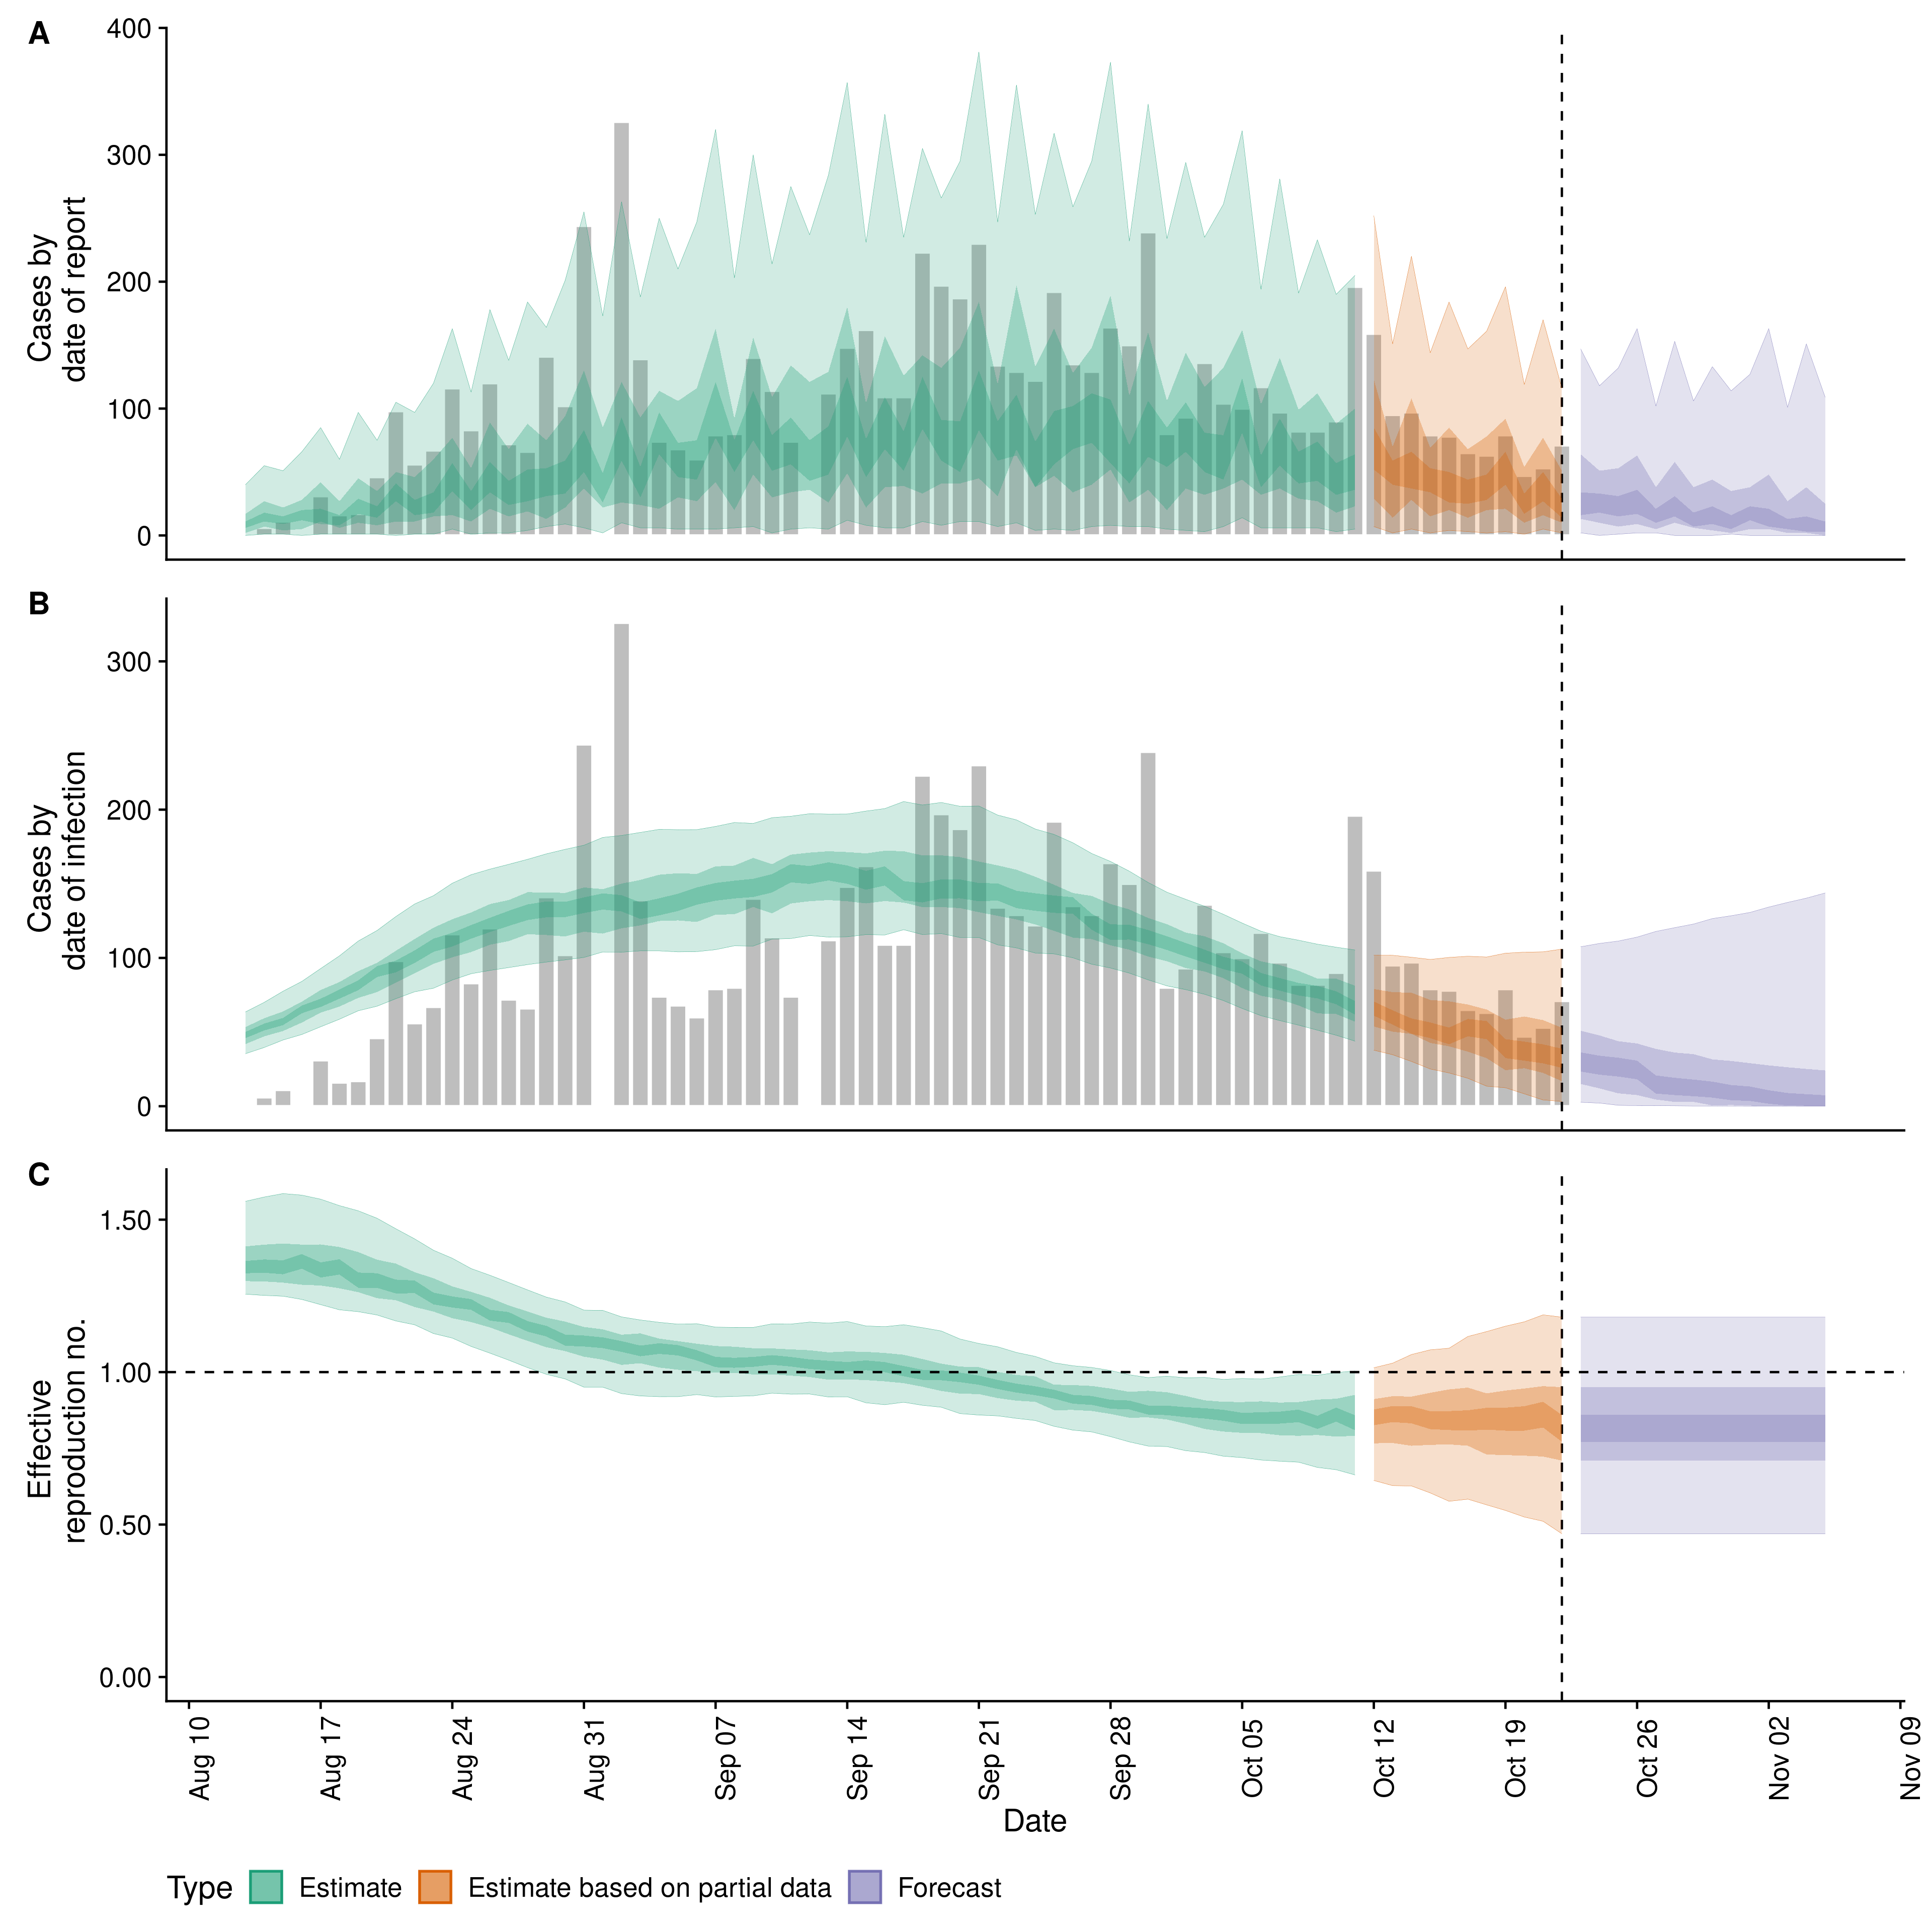 A
Cases by
date of report
400
300
200
100
0
B
Cases by
date of infection
300
200
100
0
C
Effective
reproduction no.
1.50
1.00
0.50
0.00
Aug 10
Aug 17
Aug 24
Aug 31
Sep 07
Sep 14
Sep 21
Sep 28
Oct 05
Oct 12
Oct 19
Oct 26
Nov 02
Nov 09
Date
Type Estimate Estimate based on partial data Forecast